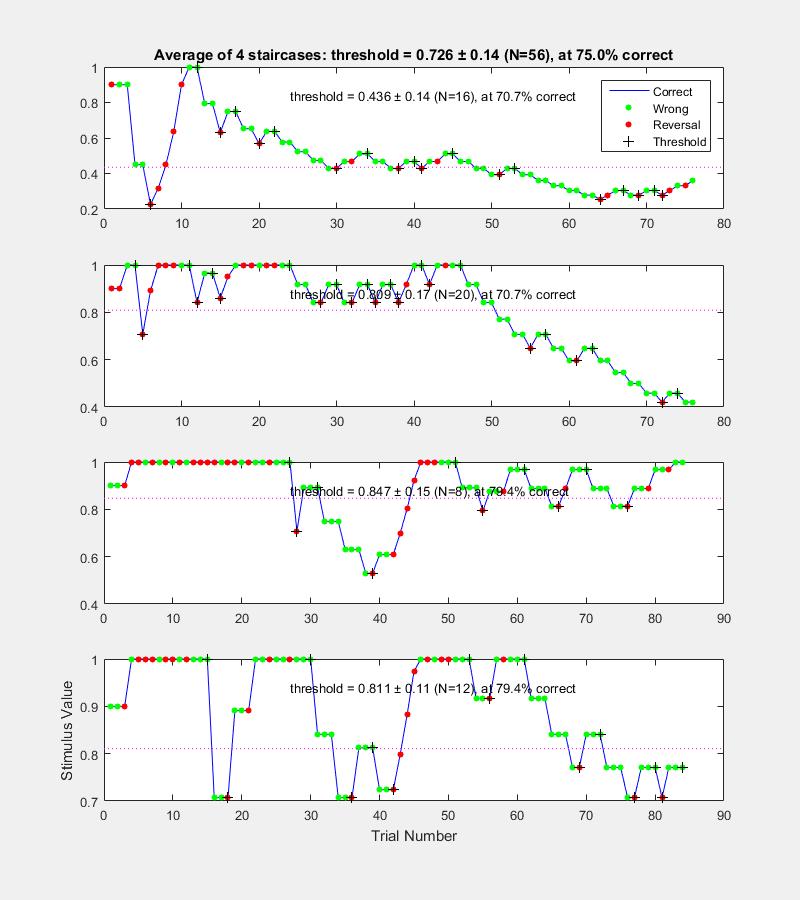 Average of 4 staircases: threshold = 0.726 ± 0.14 (N=56), at 75.0% correct
1
0.8
0.6
0.4
0.2
threshold = 0.436 ± 0.14 (N=16), at 70.7% correct
Correct
Wrong
Reversal
Threshold
0 10 20 30 40 50 60 70 80
1
0.8
0.6
0.4
threshold = 0.809 ± 0.17 (N=20), at 70.7% correct
0 10 20 30 40 50 60 70 80
1
0.8
0.6
0.4
threshold = 0.847 ± 0.15 (N=8), at 79.4% correct
0 10 20 30 40 50 60 70 80 90
1
0.9
0.8
0.7
threshold = 0.811 ± 0.11 (N=12), at 79.4% correct
Stimulus Value
0 10 20 30 40 50 60 70 80 90
Trial Number